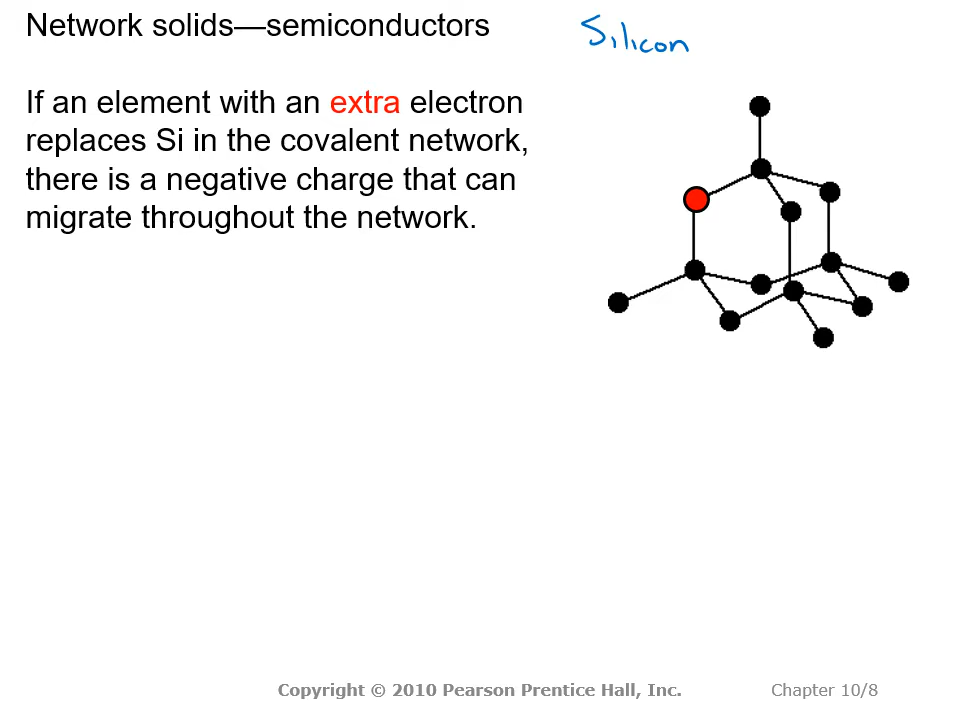 Network solids—semiconductors
Silicon
If an element with an extra electron
replaces Si in the covalent network,
there is a negative charge that can
migrate throughout the network.
Copyright © 2010 Pearson Prentice Hall, Inc.
Chapter 10/8